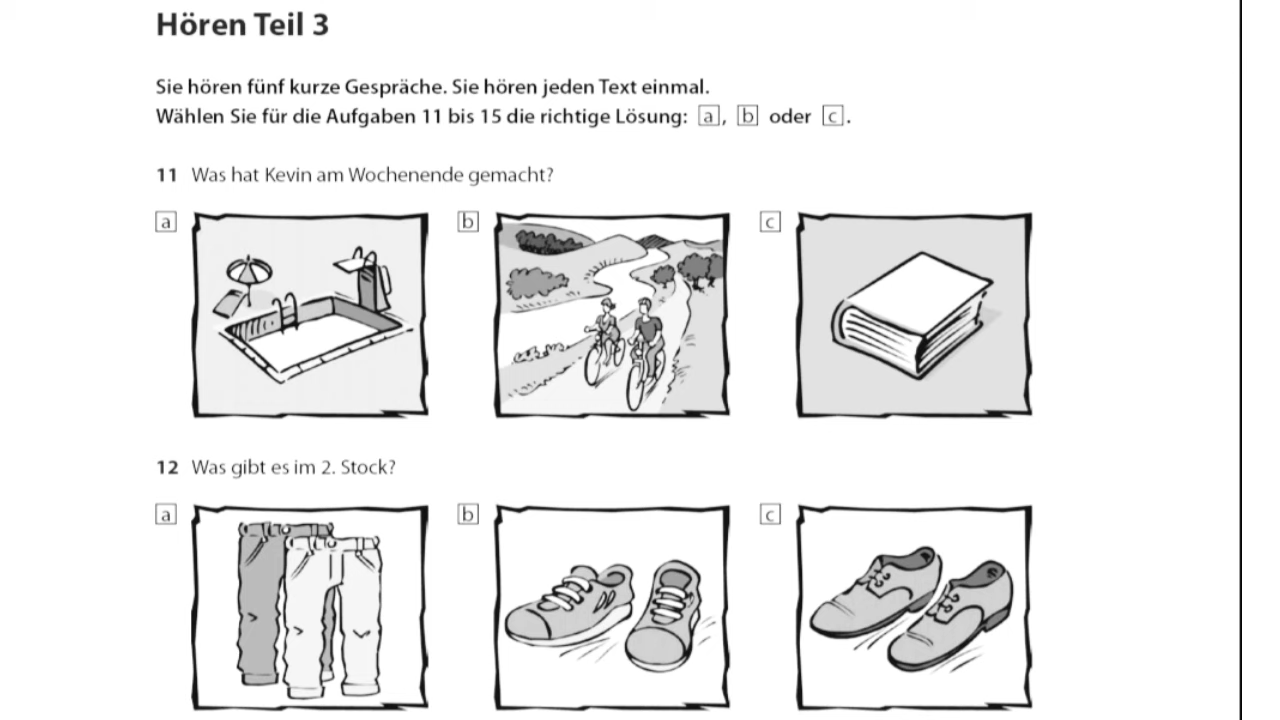 Hören Teil 3
Sie hören fünf kurze Gespräche. Sie hören jeden Text einmal.
Wählen Sie für die Aufgaben 11 bis 15 die richtige Lösung: a, b oder c.
11 Was hat Kevin am Wochenende gemacht?
a b c
12 Was gibt es im 2. Stock?
a b c